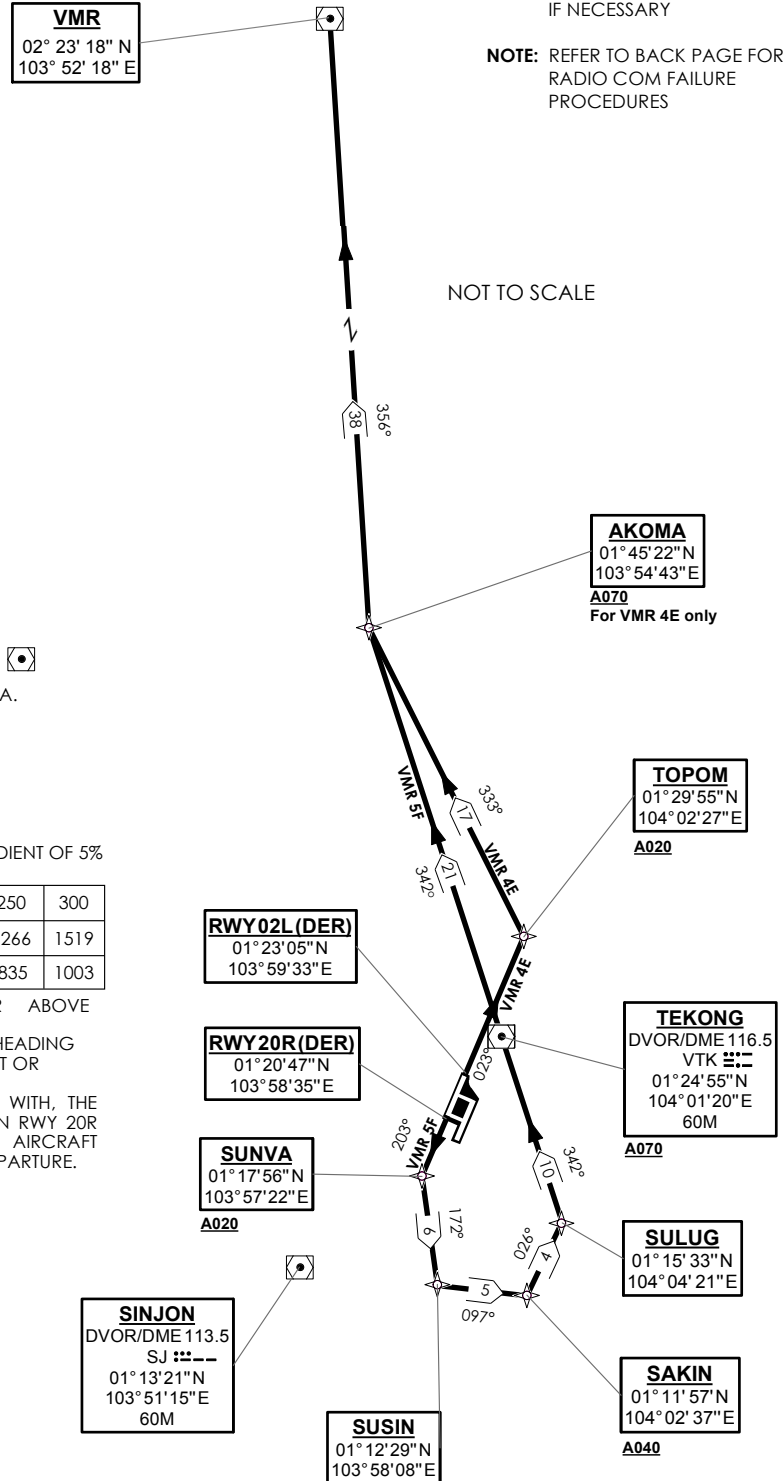 VMR
02° 23' 18" N
103° 52' 18" E
IF NECESSARY
NOTE: REFER TO BACK PAGE FOR
RADIO COM FAILURE
PROCEDURES
NOT TO SCALE
38
356°
AKOMA
01°45'22"N
103°54'43"E
A070
For VMR 4E only
A.
VMR 5F
333°
17
VMR 4E
TOPOM
01°29'55"N
104°02'27"E
A020
21
342°
DIENT OF 5%
250 300
266 1519
835 1003
R ABOVE
HEADING
T OR
WITH, THE
N RWY 20R
AIRCRAFT
PARTURE.
RWY02L(DER)
01°23'05"N
103°59'33"E
VMR 4E
023°
RWY20R(DER)
01°20'47"N
103°58'35"E
TEKONG
DVOR/DME 116.5
VTK
01°24'55"N
104°01'20"E
60M
A070
203°
VMR 5F
SUNVA
01°17'56"N
103°57'22"E
A020
342°
10
6
172°
026°
4
SULUG
01°15'33"N
104°04'21"E
5
097°
SINJON
DVOR/DME 113.5
SJ
01°13'21"N
103°51'15"E
60M
SAKIN
01°11'57"N
104°02'37"E
A040
SUSIN
01°12'29"N
103°58'08"E